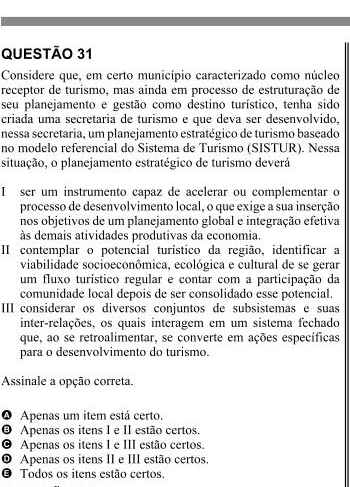 QUESTÃO 31
Considere que, em certo município caracterizado como núcleo
receptor de turismo, mas ainda em processo de estruturação de
seu planejamento e gestão como destino turístico, tenha sido
criada uma secretaria de turismo e que deva ser desenvolvido,
nessa secretaria, um planejamento estratégico de turismo baseado
no modelo referencial do Sistema de Turismo (SISTUR). Nessa
situação, o planejamento estratégico de turismo deverá
I ser um instrumento capaz de acelerar ou complementar o
processo de desenvolvimento local, o que exige a sua inserção
nos objetivos de um planejamento global e integração efetiva
às demais atividades produtivas da economia.
II contemplar o potencial turístico da região, identificar a
viabilidade socioeconômica, ecológica e cultural de se gerar
um fluxo turístico regular e contar com a participação da
comunidade local depois de ser consolidado esse potencial.
III considerar os diversos conjuntos de subsistemas e suas
inter-relações, os quais interagem em um sistema fechado
que, ao se retroalimentar, se converte em ações específicas
para o desenvolvimento do turismo.
Assinale a opção correta.
A Apenas um item está certo.
B Apenas os itens I e II estão certos.
C Apenas os itens I e III estão certos.
D Apenas os itens II e III estão certos.
E Todos os itens estão certos.